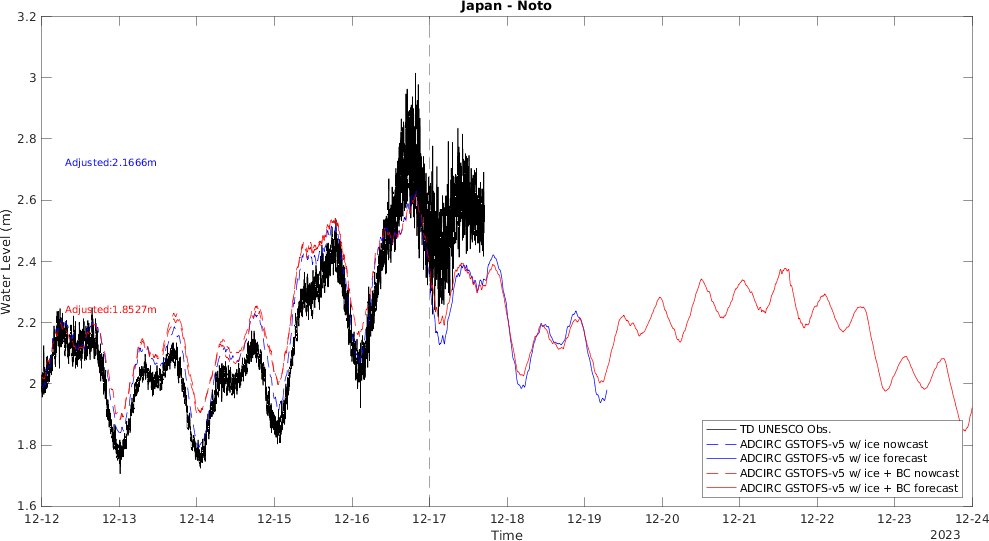 Japan - Noto
3.2
3
2.8
2.6
2.4
2.2
2
1.8
1.6
Water Level (m)
Adjusted:2.1666m
Adjusted:1.8527m
TD UNESCO Obs.
ADCIRC GSTOFS-v5 w/ ice nowcast
ADCIRC GSTOFS-v5 w/ ice forecast
ADCIRC GSTOFS-v5 w/ ice + BC nowcast
ADCIRC GSTOFS-v5 w/ ice + BC forecast
12-12 12-13 12-14 12-15 12-16 12-17 12-18 12-19 12-20 12-21 12-22 12-23 12-24
Time
2023